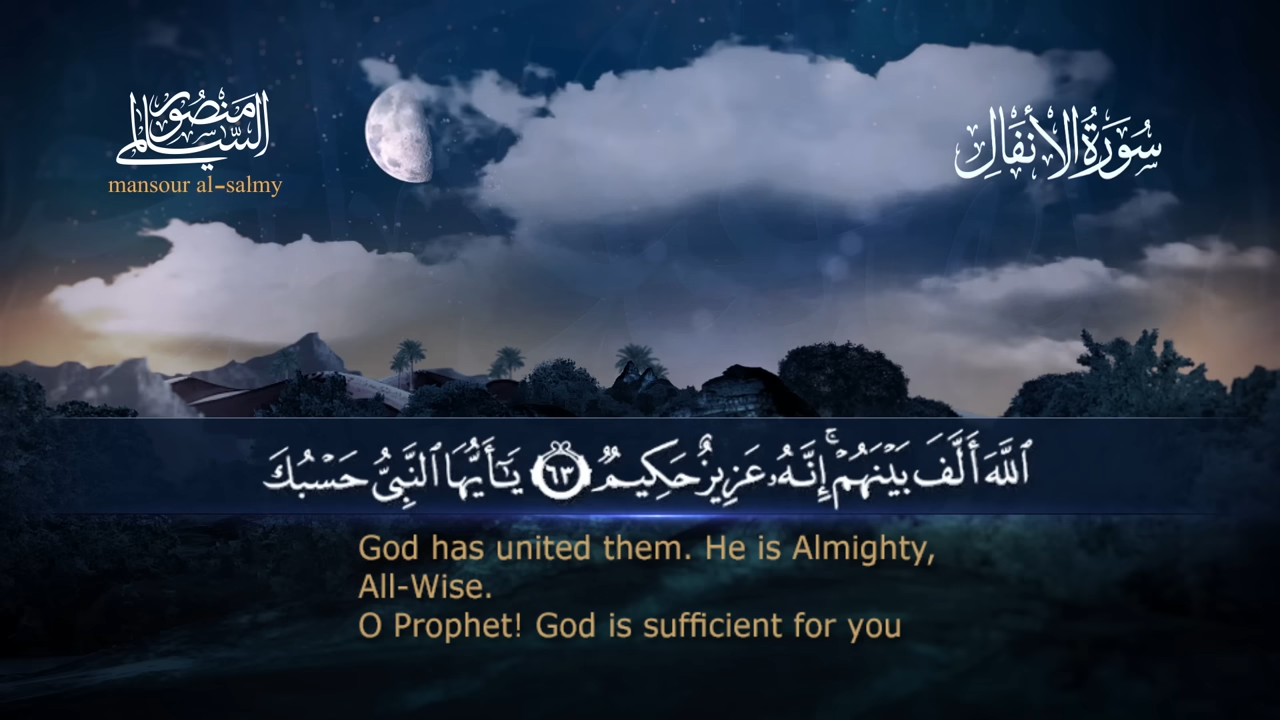 منصور السالمي
mansour al-salmy
سُورَةُ الأَنفَالِ
ٱللَّهَ أَلَّفَ بَيْنَهُمْ ۚ إِنَّهُۥ عَزِيزٌ حَكِيمٌ ٦٣ يَـٰٓأَيُّهَا ٱلنَّبِىُّ حَسْبُكَ
God has united them. He is Almighty,
All-Wise.
O Prophet! God is sufficient for you